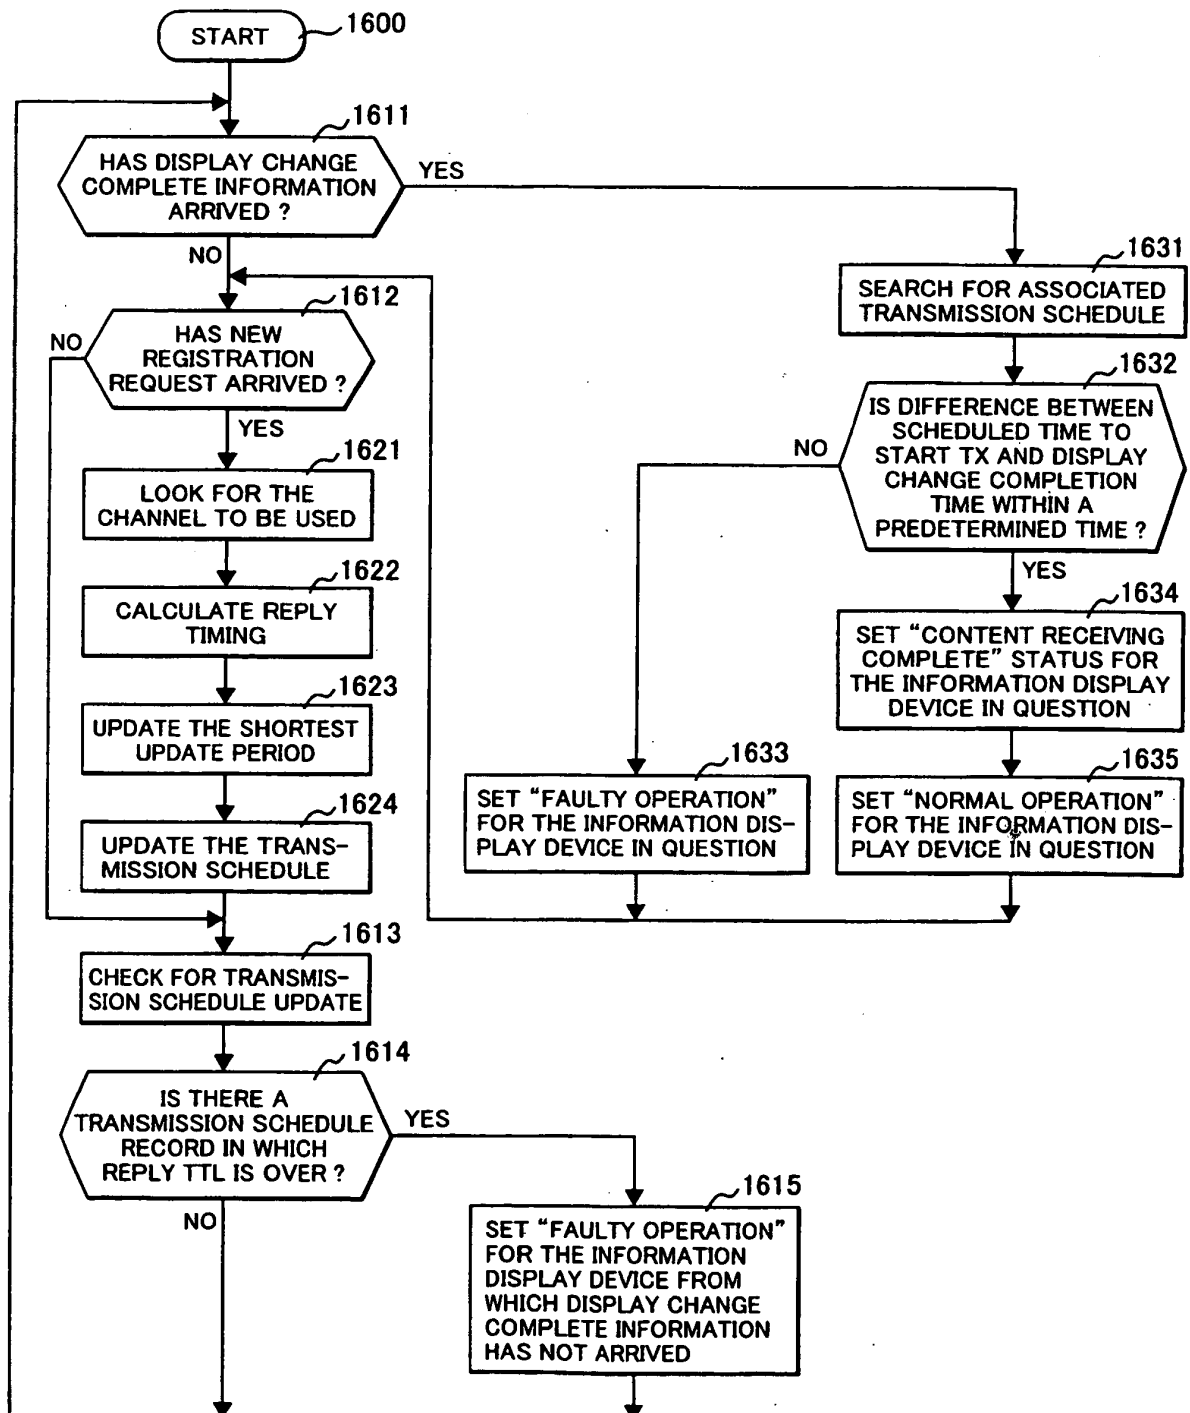 START
1600
1611
HAS DISPLAY CHANGE
COMPLETE INFORMATION
ARRIVED ?
YES
NO
1612
HAS NEW
REGISTRATION
REQUEST ARRIVED ?
NO
YES
1621
LOOK FOR THE
CHANNEL TO BE USED
1622
CALCULATE REPLY
TIMING
1623
UPDATE THE SHORTEST
UPDATE PERIOD
1624
UPDATE THE TRANS-
MISSION SCHEDULE
1613
CHECK FOR TRANSMIS-
SION SCHEDULE UPDATE
1614
IS THERE A
TRANSMISSION SCHEDULE
RECORD IN WHICH
REPLY TTL IS OVER ?
YES
NO
1615
SET “FAULTY OPERATION”
FOR THE INFORMATION
DISPLAY DEVICE FROM
WHICH DISPLAY CHANGE
COMPLETE INFORMATION
HAS NOT ARRIVED
1631
SEARCH FOR ASSOCIATED
TRANSMISSION SCHEDULE
1632
IS DIFFERENCE BETWEEN
SCHEDULED TIME TO
START TX AND DISPLAY
CHANGE COMPLETION
TIME WITHIN A
PREDETERMINED TIME ?
NO
YES
1633
SET “FAULTY OPERATION”
FOR THE INFORMATION DIS-
PLAY DEVICE IN QUESTION
1634
SET “CONTENT RECEIVING
COMPLETE” STATUS FOR
THE INFORMATION DISPLAY
DEVICE IN QUESTION
1635
SET “NORMAL OPERATION”
FOR THE INFORMATION DIS-
PLAY DEVICE IN QUESTION